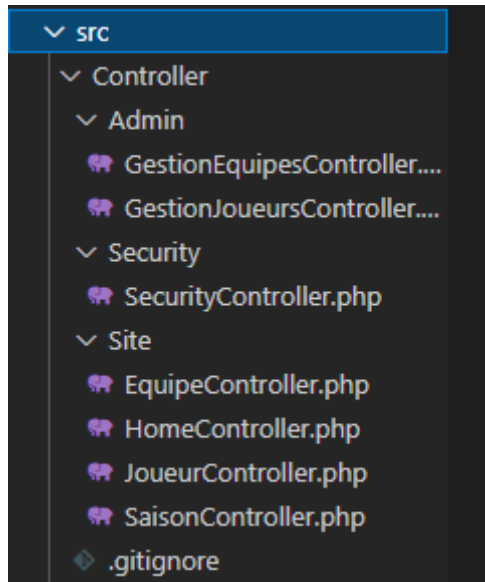 src
Controller
Admin
GestionEquipesController....
GestionJoueursController....
Security
SecurityController.php
Site
EquipeController.php
HomeController.php
JoueurController.php
SaisonController.php
.gitignore